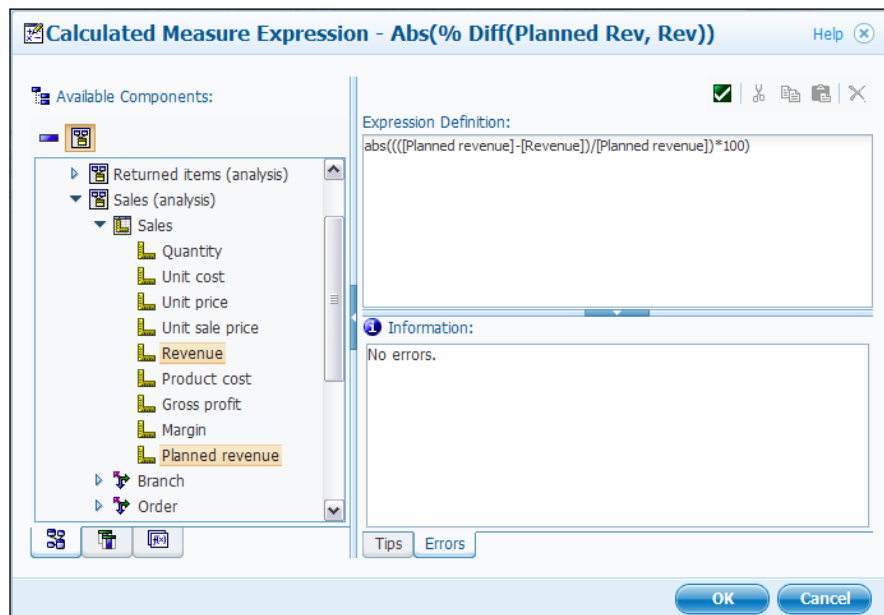 Calculated Measure Expression - Abs(% Diff(Planned Rev, Rev))
Help
Available Components:
Returned items (analysis)
Sales (analysis)
Sales
Quantity
Unit cost
Unit price
Unit sale price
Revenue
Product cost
Gross profit
Margin
Planned revenue
Branch
Order
Expression Definition:
abs((([Planned revenue]-[Revenue])/[Planned revenue])*100)
Information:
No errors.
Tips Errors
OK Cancel